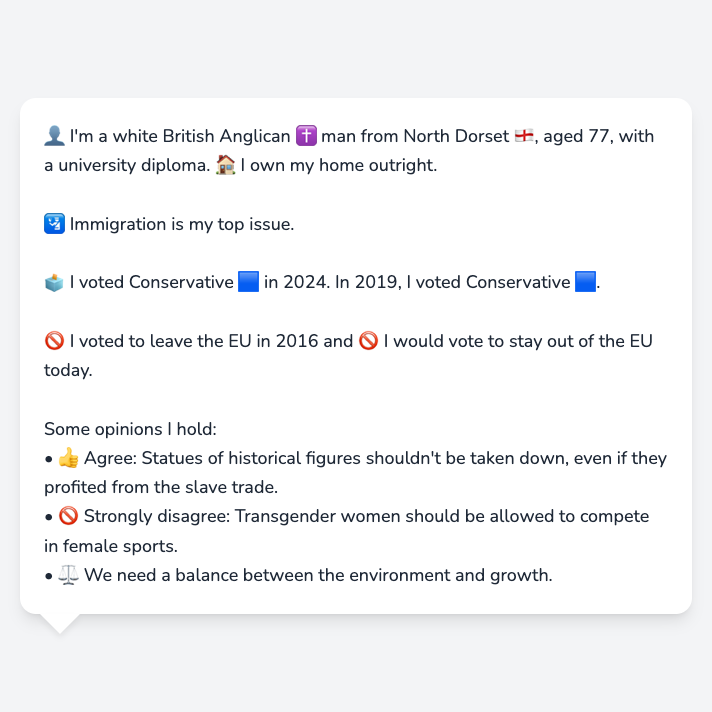 👤 I'm a white British Anglican ✝️ man from North Dorset 🏴󠁧󠁢󠁥󠁮󠁧󠁿, aged 77, with
a university diploma. 🏠 I own my home outright.
🛂 Immigration is my top issue.
🗳️ I voted Conservative 🟦 in 2024. In 2019, I voted Conservative 🟦.
🚫 I voted to leave the EU in 2016 and 🚫 I would vote to stay out of the EU
today.
Some opinions I hold:
• 👍 Agree: Statues of historical figures shouldn't be taken down, even if they
profited from the slave trade.
• 🚫 Strongly disagree: Transgender women should be allowed to compete
in female sports.
• ⚖️ We need a balance between the environment and growth.